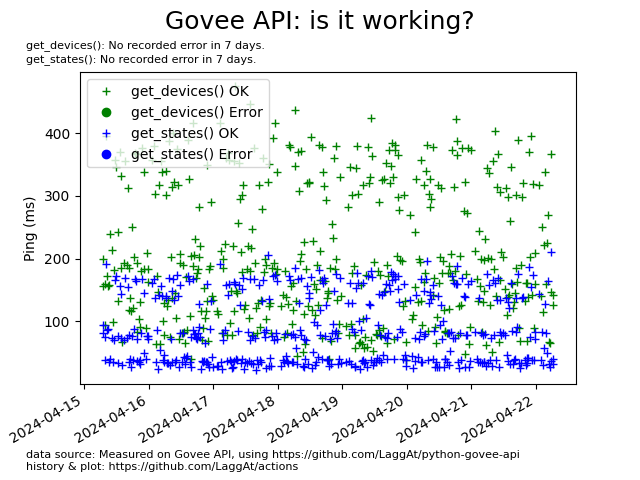 Govee API: is it working?
get_devices(): No recorded error in 7 days.
get_states(): No recorded error in 7 days.
get_devices() OK
get_devices() Error
get_states() OK
get_states() Error
400
300
200
100
Ping (ms)
2024-04-15
2024-04-16
2024-04-17
2024-04-18
2024-04-19
2024-04-20
2024-04-21
2024-04-22
data source: Measured on Govee API, using https://github.com/LaggAt/python-govee-api
history & plot: https://github.com/LaggAt/actions